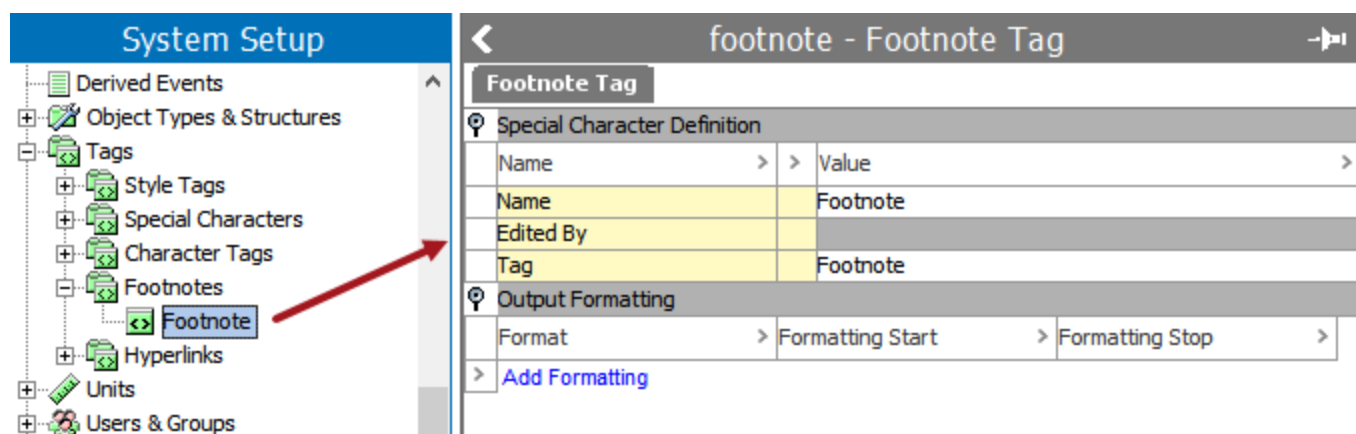 System Setup
Derived Events
Object Types & Structures
Tags
Style Tags
Special Characters
Character Tags
Footnotes
Footnote
Hyperlinks
Units
Users & Groups
footnote - Footnote Tag
Footnote Tag
Special Character Definition
Name > > Value >
Name Footnote
Edited By
Tag Footnote
Output Formatting
Format > Formatting Start > Formatting Stop >
> Add Formatting